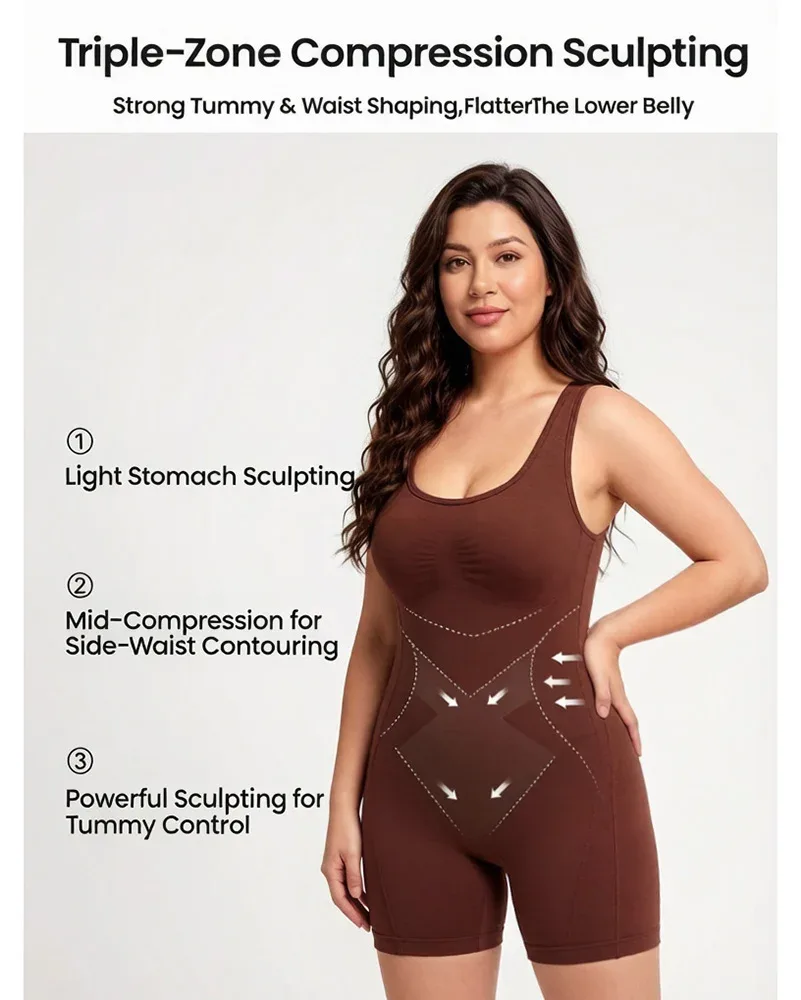 Triple-Zone Compression Sculpting
Strong Tummy & Waist Shaping,FlatterThe Lower Belly
①
Light Stomach Sculpting
②
Mid-Compression for
Side-Waist Contouring
③
Powerful Sculpting for
Tummy Control